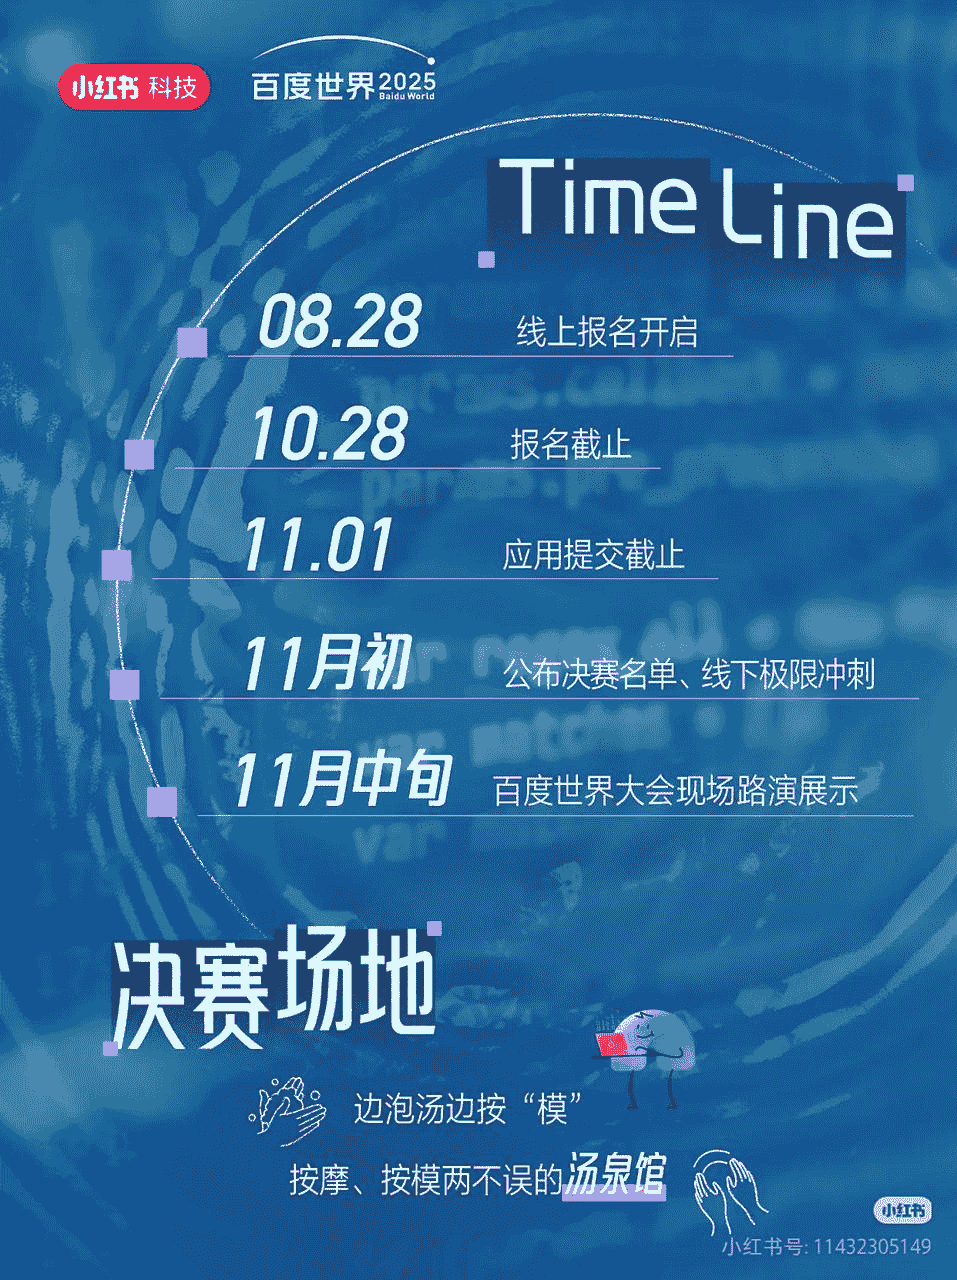 小红书 科技
百度世界2025
Baidu World
Time Line
08.28 线上报名开启
10.28 报名截止
11.01 应用提交截止
11月初 公布决赛名单、线下极限冲刺
11月中旬 百度世界大会现场路演展示
决赛场地
边泡汤边按“模”
按摩、按模两不误的汤泉馆
小红书
小红书号: 11432305149